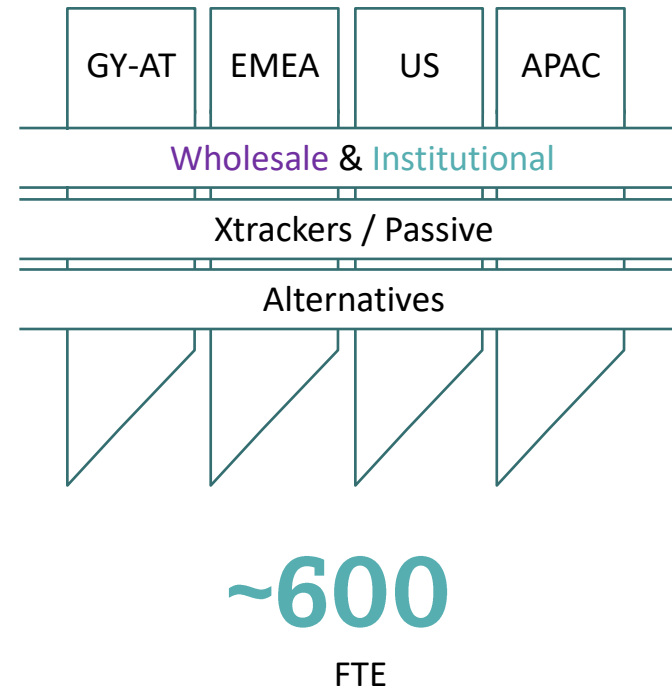 GY-AT EMEA US APAC
Wholesale & Institutional
Xtrackers / Passive
Alternatives
~600
FTE